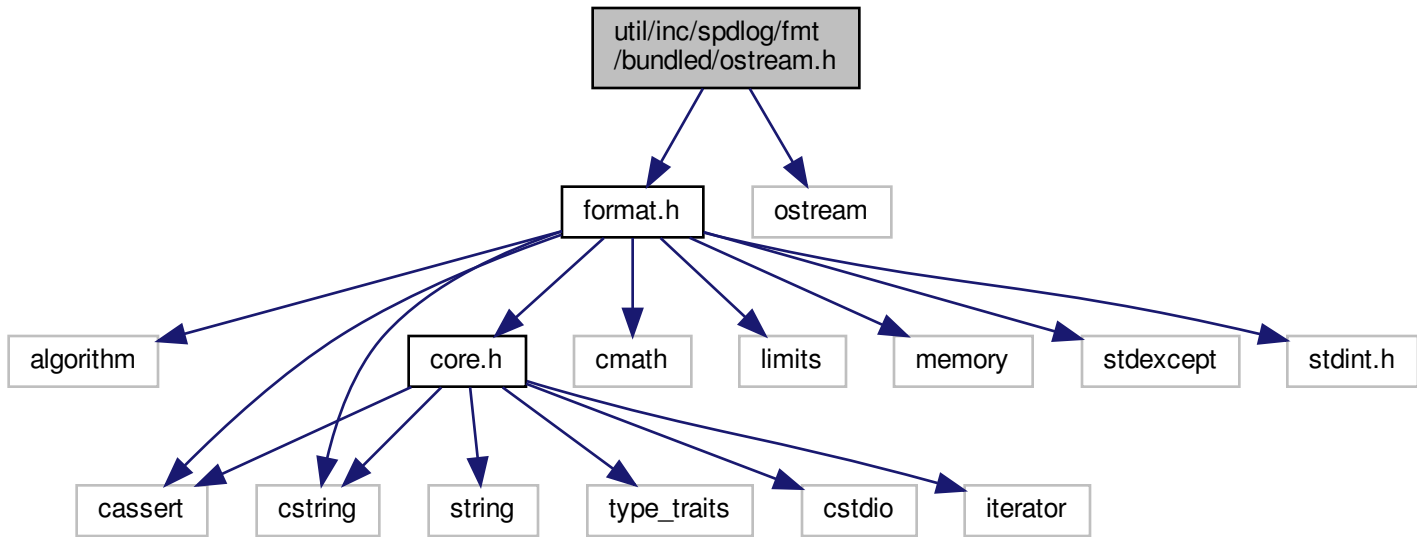 util/inc/spdlog/fmt
/bundled/ostream.h
format.h
ostream
algorithm
core.h
cmath
limits
memory
stdexcept
stdint.h
cassert
cstring
string
type_traits
cstdio
iterator